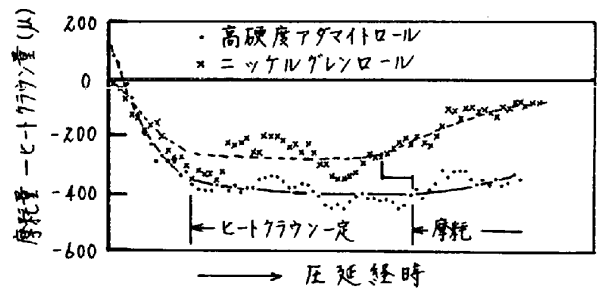 摩耗量－ヒートクラウン量(μ)
200
0
-200
-400
-600
・ 高硬度アダマイトロール
× ニッケルグレンロール
ヒートクラウン一定
摩耗
圧延経時